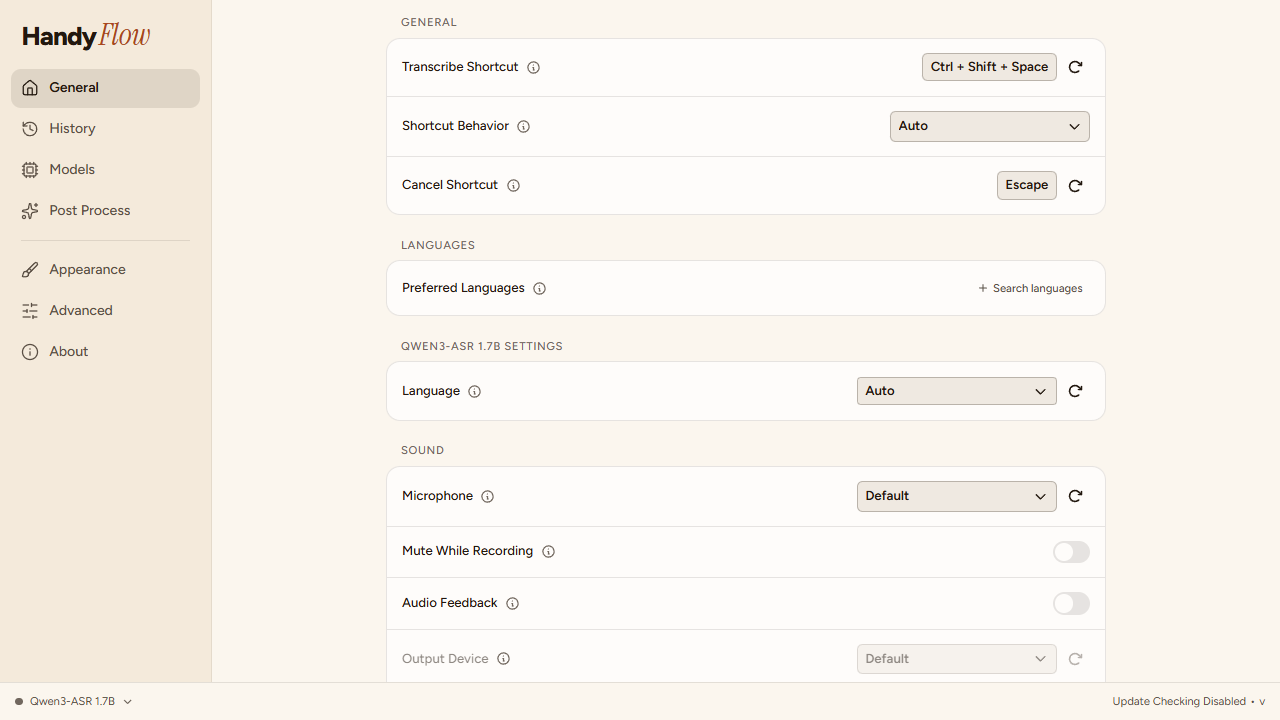 Handy Flow
General
History
Models
Post Process
Appearance
Advanced
About
GENERAL
Transcribe Shortcut
Ctrl + Shift + Space
Shortcut Behavior
Auto
Cancel Shortcut
Escape
LANGUAGES
Preferred Languages
+ Search languages
QWEN3-ASR 1.7B SETTINGS
Language
Auto
SOUND
Microphone
Default
Mute While Recording
Audio Feedback
Output Device
Default
Qwen3-ASR 1.7B
Update Checking Disabled • v